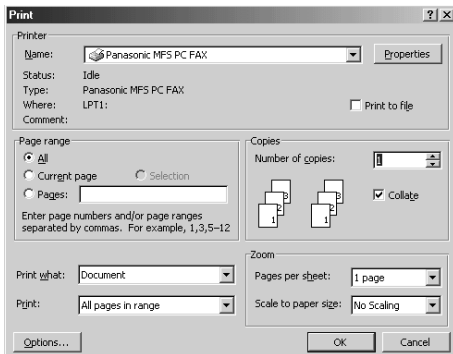 Print
Printer
Name: Panasonic MFS PC FAX Properties
Status: Idle
Type: Panasonic MFS PC FAX
Where: LPT1: Print to file
Comment:
Page range
All
Current page Selection
Pages:
Enter page numbers and/or page ranges
separated by commas. For example, 1,3,5–12
Copies
Number of copies: 1
1 2 3 1 2 3
Collate
Print what: Document
Print: All pages in range
Zoom
Pages per sheet: 1 page
Scale to paper size: No Scaling
Options... OK Cancel